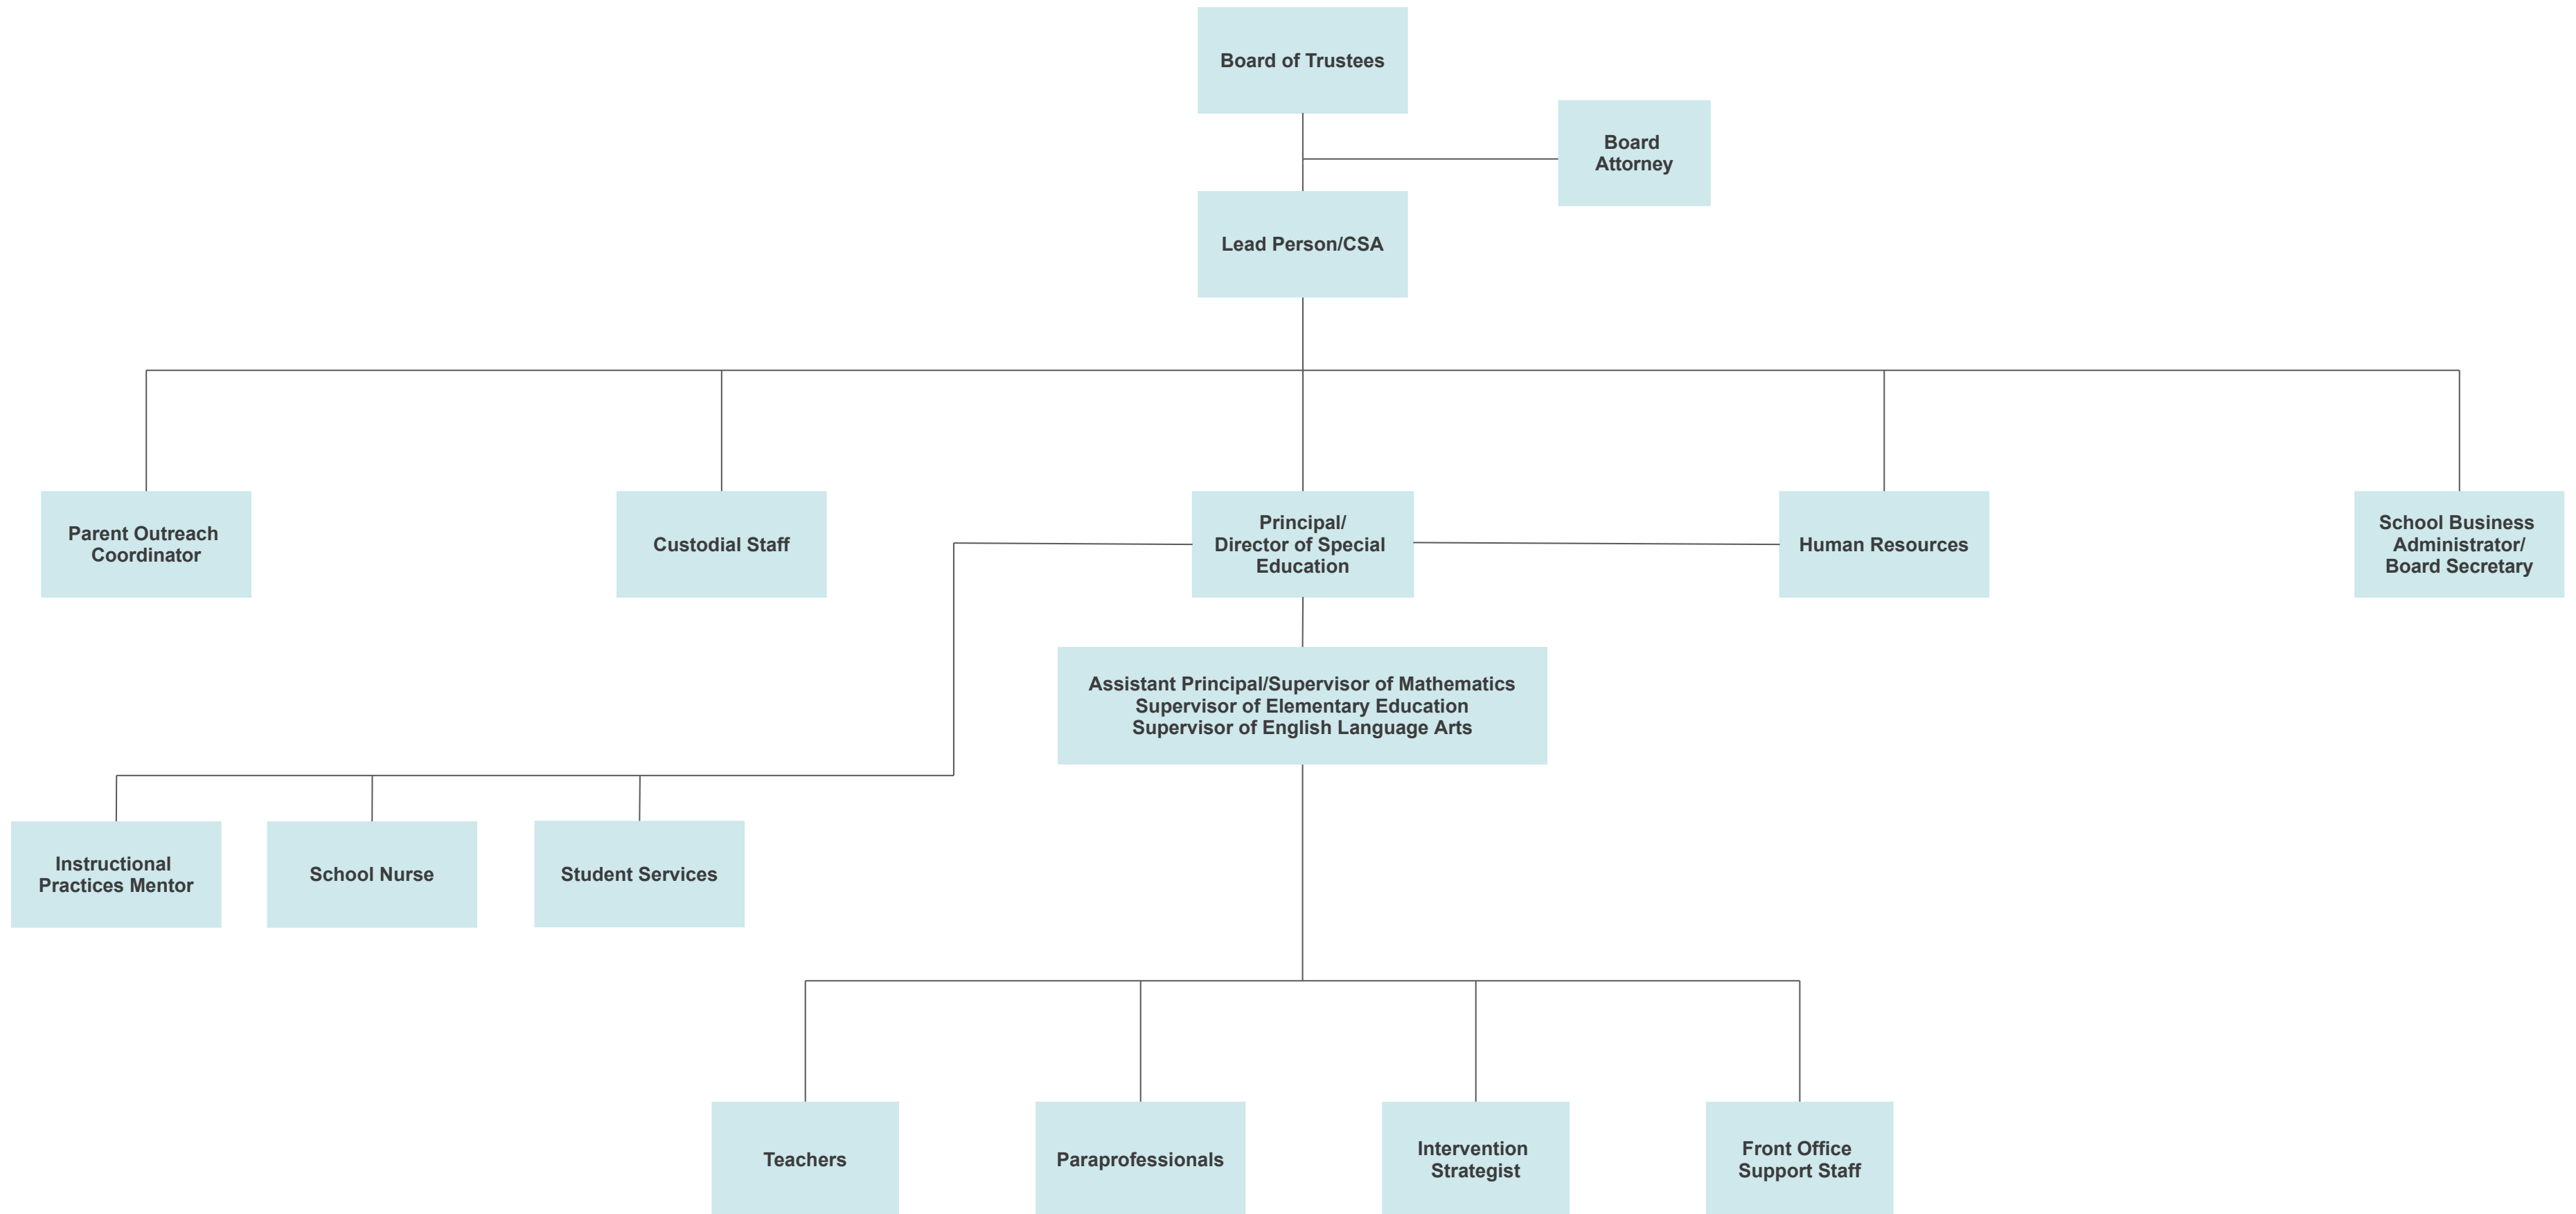 Board of Trustees
Board
Attorney
Lead Person/CSA
Parent Outreach
Coordinator
Custodial Staff
Principal/
Director of Special
Education
Human Resources
School Business
Administrator/
Board Secretary
Assistant Principal/Supervisor of Mathematics
Supervisor of Elementary Education
Supervisor of English Language Arts
Instructional
Practices Mentor
School Nurse
Student Services
Teachers
Paraprofessionals
Intervention
Strategist
Front Office
Support Staff